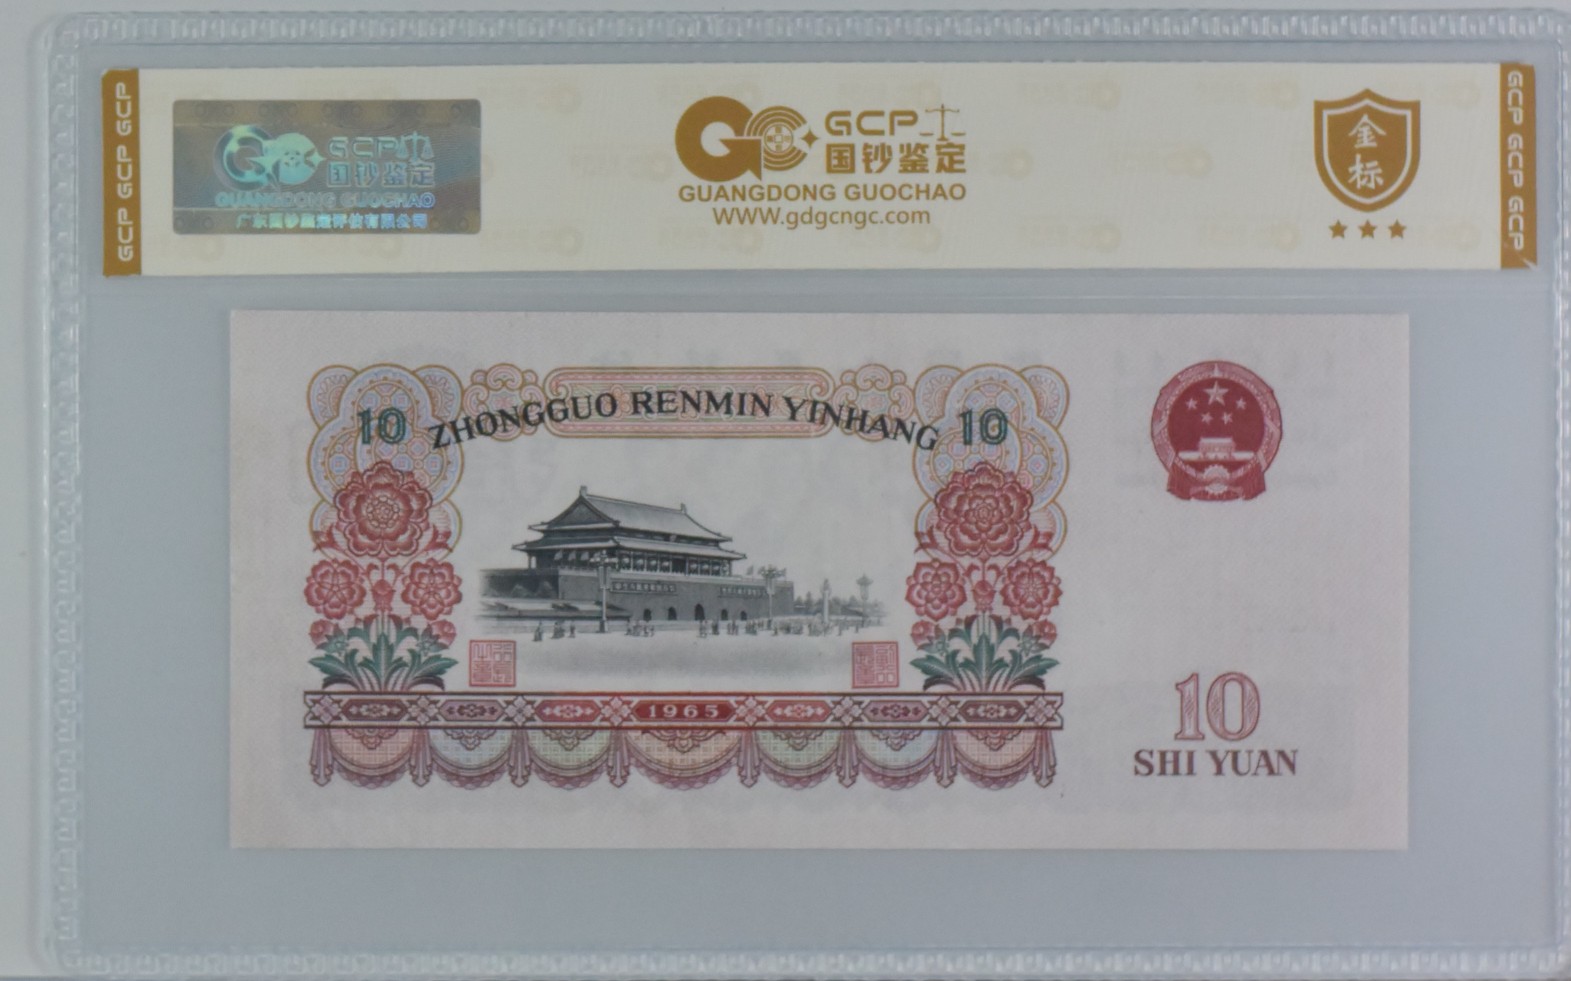 GCP GCP GCP
GCP
国钞鉴定
GUANGDONG GUOCHAO
广东国钞鉴定评估有限公司
GCP
国钞鉴定
GUANGDONG GUOCHAO
WWW.gdgcngc.com
金标
GCP GCP GCP GCP
10 ZHONGGUO RENMIN YINHANG 10
1965
10
SHI YUAN